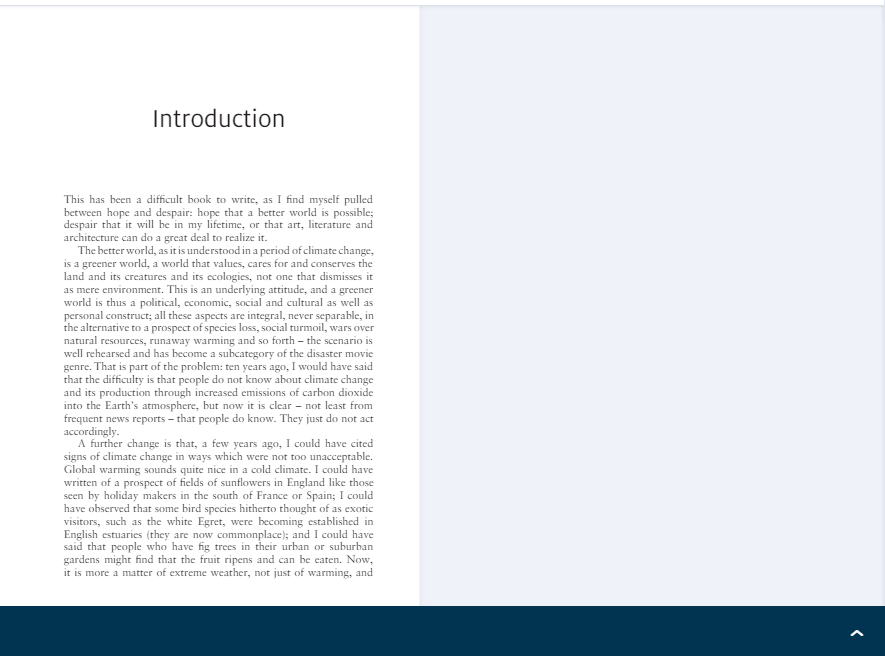 Introduction
This has been a difficult book to write, as I find myself pulled
between hope and despair: hope that a better world is possible;
despair that it will be in my lifetime, or that art, literature and
architecture can do a great deal to realize it.
The better world, as it is understood in a period of climate change,
is a greener world, a world that values, cares for and conserves the
land and its creatures and its ecologies, not one that dismisses it
as mere environment. This is an underlying attitude, and a greener
world is thus a political, economic, social and cultural as well as
personal construct; all these aspects are integral, never separable, in
the alternative to a prospect of species loss, social turmoil, wars over
natural resources, runaway warming and so forth – the scenario is
well rehearsed and has become a subcategory of the disaster movie
genre. That is part of the problem: ten years ago, I would have said
that the difficulty is that people do not know about climate change
and its production through increased emissions of carbon dioxide
into the Earth's atmosphere, but now it is clear – not least from
frequent news reports – that people do know. They just do not act
accordingly.
A further change is that, a few years ago, I could have cited
signs of climate change in ways which were not too unacceptable.
Global warming sounds quite nice in a cold climate. I could have
written of a prospect of fields of sunflowers in England like those
seen by holiday makers in the south of France or Spain; I could
have observed that some bird species hitherto thought of as exotic
visitors, such as the white Egret, were becoming established in
English estuaries (they are now commonplace); and I could have
said that people who have fig trees in their urban or suburban
gardens might find that the fruit ripens and can be eaten. Now,
it is more a matter of extreme weather, not just of warming, and